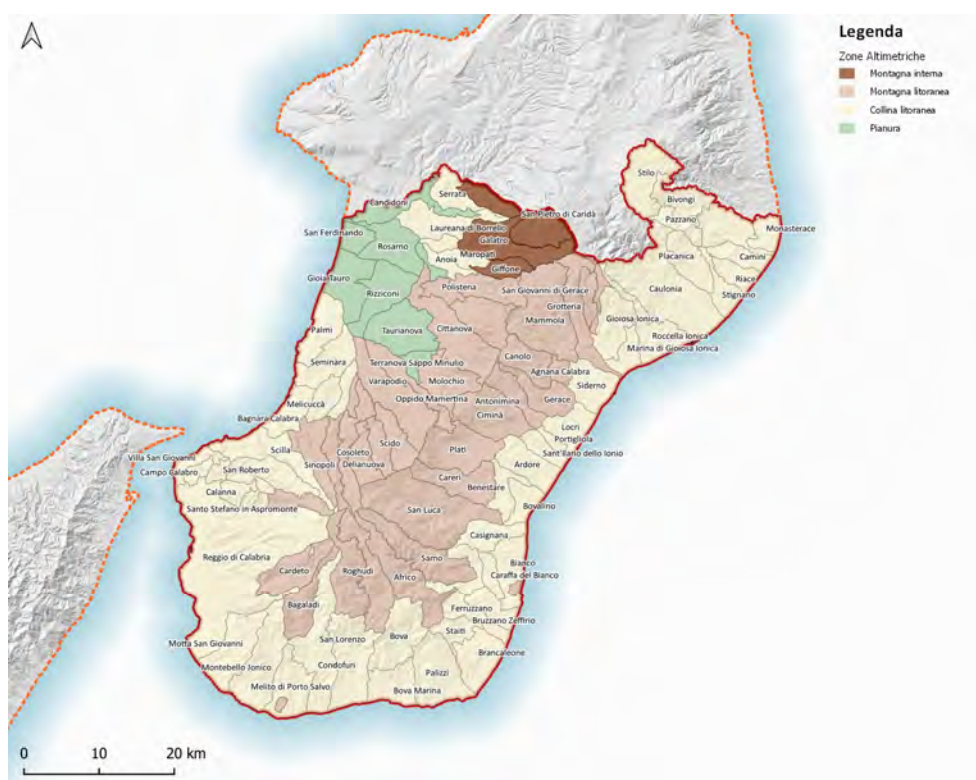 Legenda
Zone Altimetriche
Montagna interna
Montagna litoranea
Collina litoranea
Pianura
Stilo
Serrata
Bivongi
Candidoni
San Pietro di Caridà
Pazzano
San Ferdinando
Laureana di Borrello
Monasterace
Rosarno
Galatro
Maropati
Anoia
Placanica
Camini
Giffone
Gioia Tauro
Riace
Polistena
San Giovanni di Gerace
Caulonia
Rizziconi
Stignano
Grotteria
Mammola
Gioiosa Ionica
Palmi
Taurianova
Cittanova
Roccella Ionica
Marina di Gioiosa Ionica
Seminara
Terranova Sappo Minulio
Canolo
Agnana Calabra
Varapodio
Molochio
Siderno
Oppido Mamertina
Antonimina
Gerace
Melicuccà
Ciminà
Bagnara Calabra
Locri
Scido
Portigliola
Scilla
Cosoleto
Platì
Sant'Ilario dello Ionio
Villa San Giovanni
Sinopoli
Delianuova
Ardore
Campo Calabro
San Roberto
Careri
Benestare
Calanna
Santo Stefano in Aspromonte
San Luca
Bovalino
Casignana
Reggio di Calabria
Samo
Bianco
Cardeto
Roghudi
Africo
Caraffa del Bianco
Bagaladi
Ferruzzano
Bruzzano Zeffirio
Staiti
Motta San Giovanni
San Lorenzo
Bova
Brancaleone
Montebello Jonico
Condofuri
Palizzi
Melito di Porto Salvo
Bova Marina
0 10 20 km